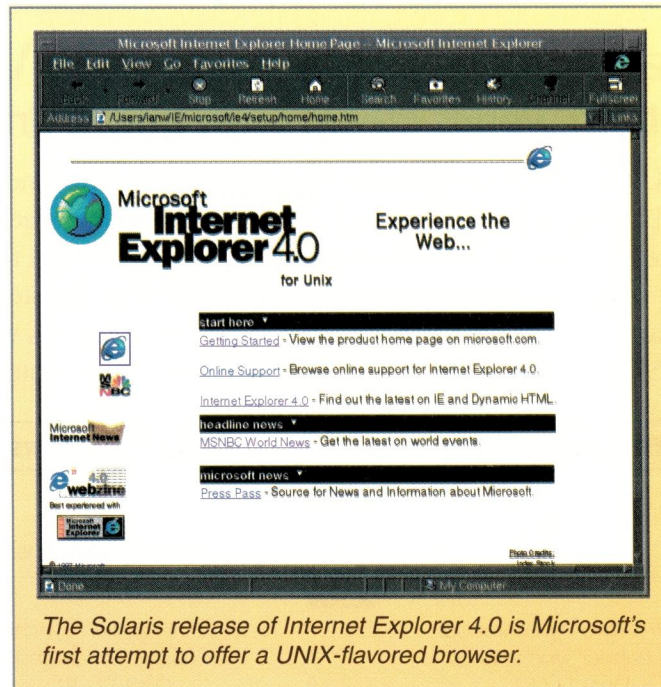 Microsoft Internet Explorer Home Page - Microsoft Internet Explorer
File Edit View Go Favorites Help
Back Forward Stop Refresh Home Search Favorites History Channels Fullscreen
Address /Users/ianw/IE/microsoft/ie4/setup/home/home.htm Links
Microsoft
Internet
Explorer 4.0
for Unix
Experience the
Web...
start here
Getting Started - View the product home page on microsoft.com.
Online Support - Browse online support for Internet Explorer 4.0.
Internet Explorer 4.0 - Find out the latest on IE and Dynamic HTML.
headline news
MSNBC World News - Get the latest on world events.
microsoft news
Press Pass - Source for News and Information about Microsoft.
MSNBC
Microsoft
Internet News
4.0
webzine
Best experienced with
Microsoft
Internet
Explorer
© 1997 Microsoft
Photo Credits:
Index Stock
Done My Computer
The Solaris release of Internet Explorer 4.0 is Microsoft's
first attempt to offer a UNIX-flavored browser.